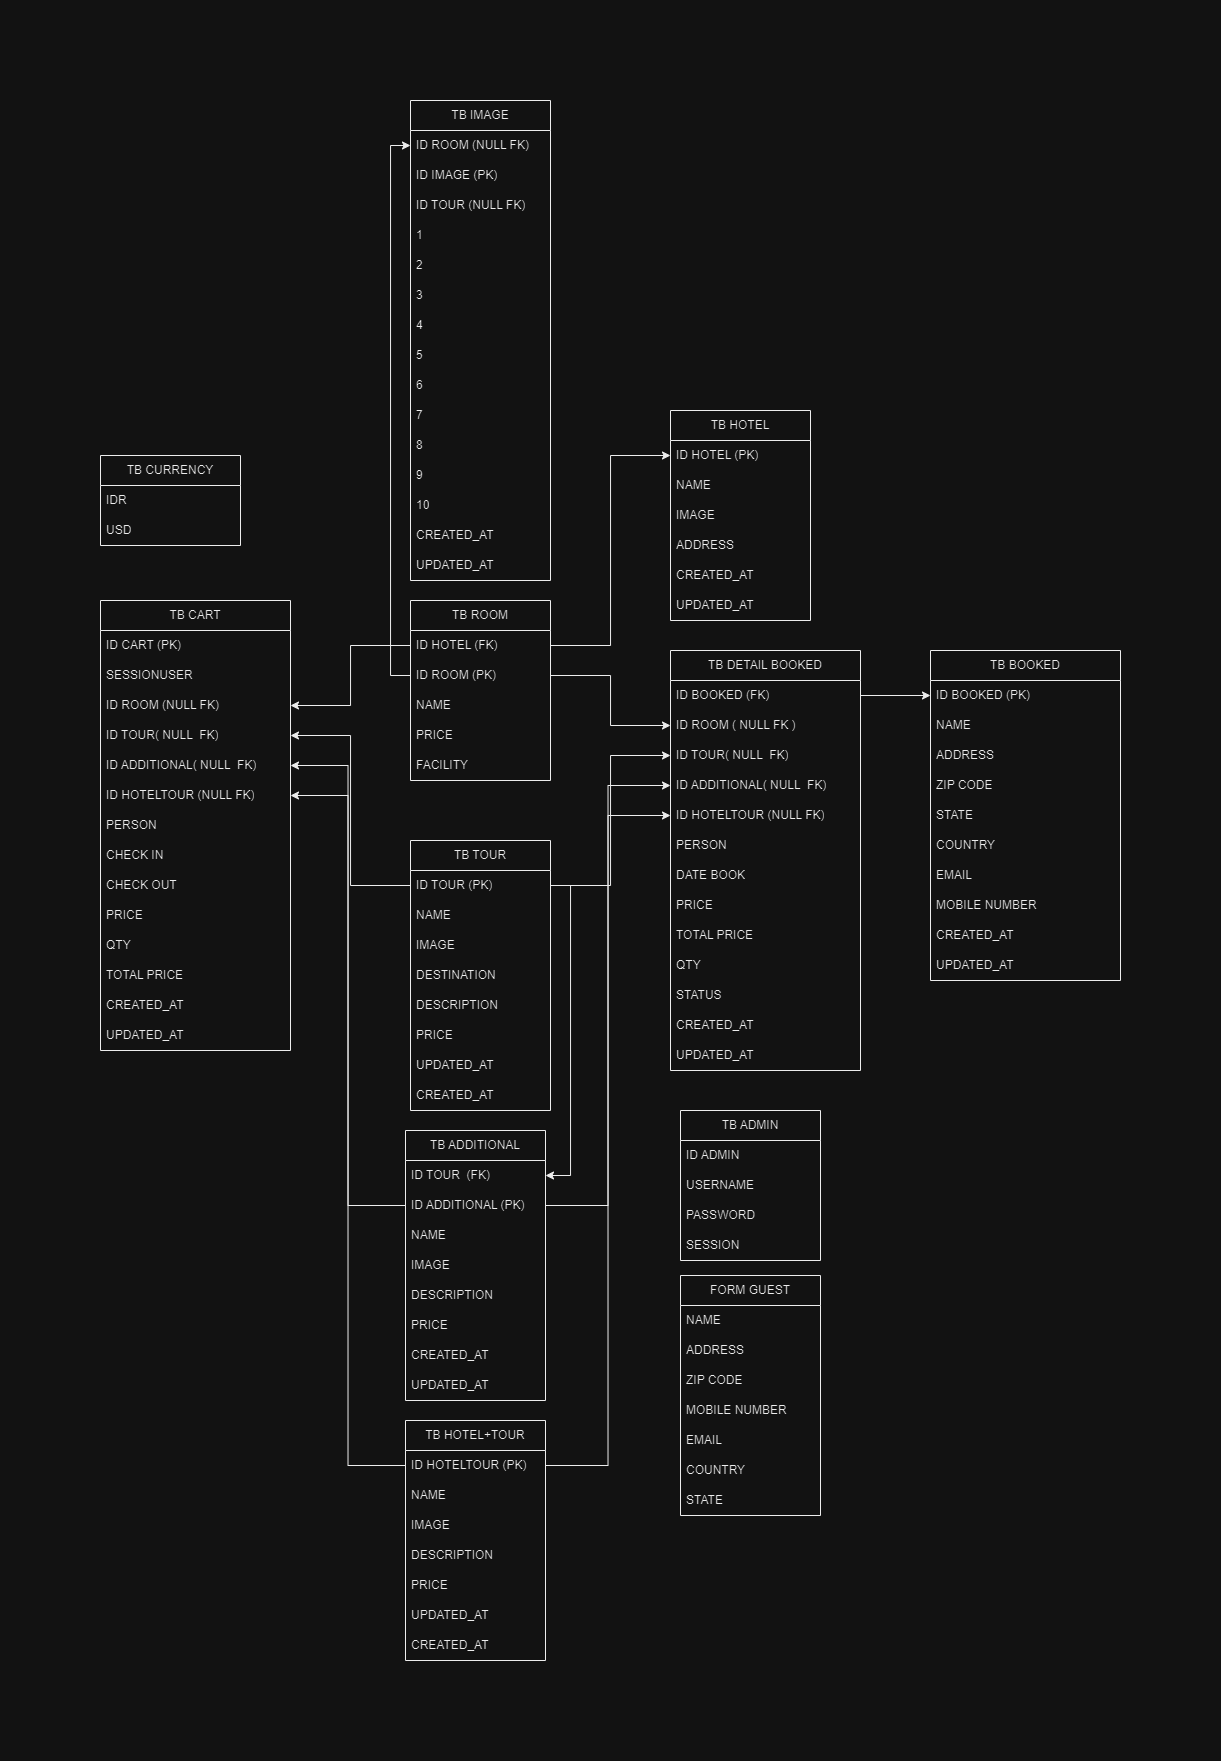 TB IMAGE
ID ROOM (NULL FK)
ID IMAGE (PK)
ID TOUR (NULL FK)
1
2
3
4
5
6
7
8
9
10
CREATED_AT
UPDATED_AT
TB HOTEL
ID HOTEL (PK)
NAME
IMAGE
ADDRESS
CREATED_AT
UPDATED_AT
TB CURRENCY
IDR
USD
TB CART
ID CART (PK)
SESSIONUSER
ID ROOM (NULL FK)
ID TOUR( NULL  FK)
ID ADDITIONAL( NULL  FK)
ID HOTELTOUR (NULL FK)
PERSON
CHECK IN
CHECK OUT
PRICE
QTY
TOTAL PRICE
CREATED_AT
UPDATED_AT
TB ROOM
ID HOTEL (FK)
ID ROOM (PK)
NAME
PRICE
FACILITY
TB DETAIL BOOKED
ID BOOKED (FK)
ID ROOM ( NULL FK )
ID TOUR( NULL  FK)
ID ADDITIONAL( NULL  FK)
ID HOTELTOUR (NULL FK)
PERSON
DATE BOOK
PRICE
TOTAL PRICE
QTY
STATUS
CREATED_AT
UPDATED_AT
TB BOOKED
ID BOOKED (PK)
NAME
ADDRESS
ZIP CODE
STATE
COUNTRY
EMAIL
MOBILE NUMBER
CREATED_AT
UPDATED_AT
TB TOUR
ID TOUR (PK)
NAME
IMAGE
DESTINATION
DESCRIPTION
PRICE
UPDATED_AT
CREATED_AT
TB ADDITIONAL
ID TOUR  (FK)
ID ADDITIONAL (PK)
NAME
IMAGE
DESCRIPTION
PRICE
CREATED_AT
UPDATED_AT
TB ADMIN
ID ADMIN
USERNAME
PASSWORD
SESSION
FORM GUEST
NAME
ADDRESS
ZIP CODE
MOBILE NUMBER
EMAIL
COUNTRY
STATE
TB HOTEL+TOUR
ID HOTELTOUR (PK)
NAME
IMAGE
DESCRIPTION
PRICE
UPDATED_AT
CREATED_AT